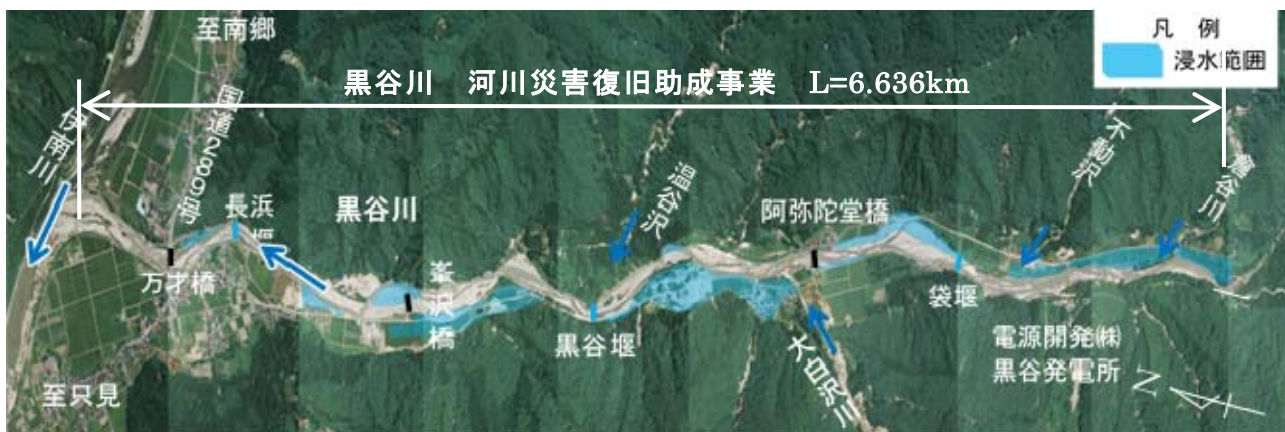 至南郷
凡 例
浸水範囲
黒谷川 河川災害復旧助成事業 L=6.636km
伊南川
国道289号
長浜堰
黒谷川
温谷沢
阿弥陀堂橋
不動沢
倉谷川
万才橋
峯沢橋
黒谷堰
大白沢川
袋堰
電源開発㈱
黒谷発電所
至只見
N